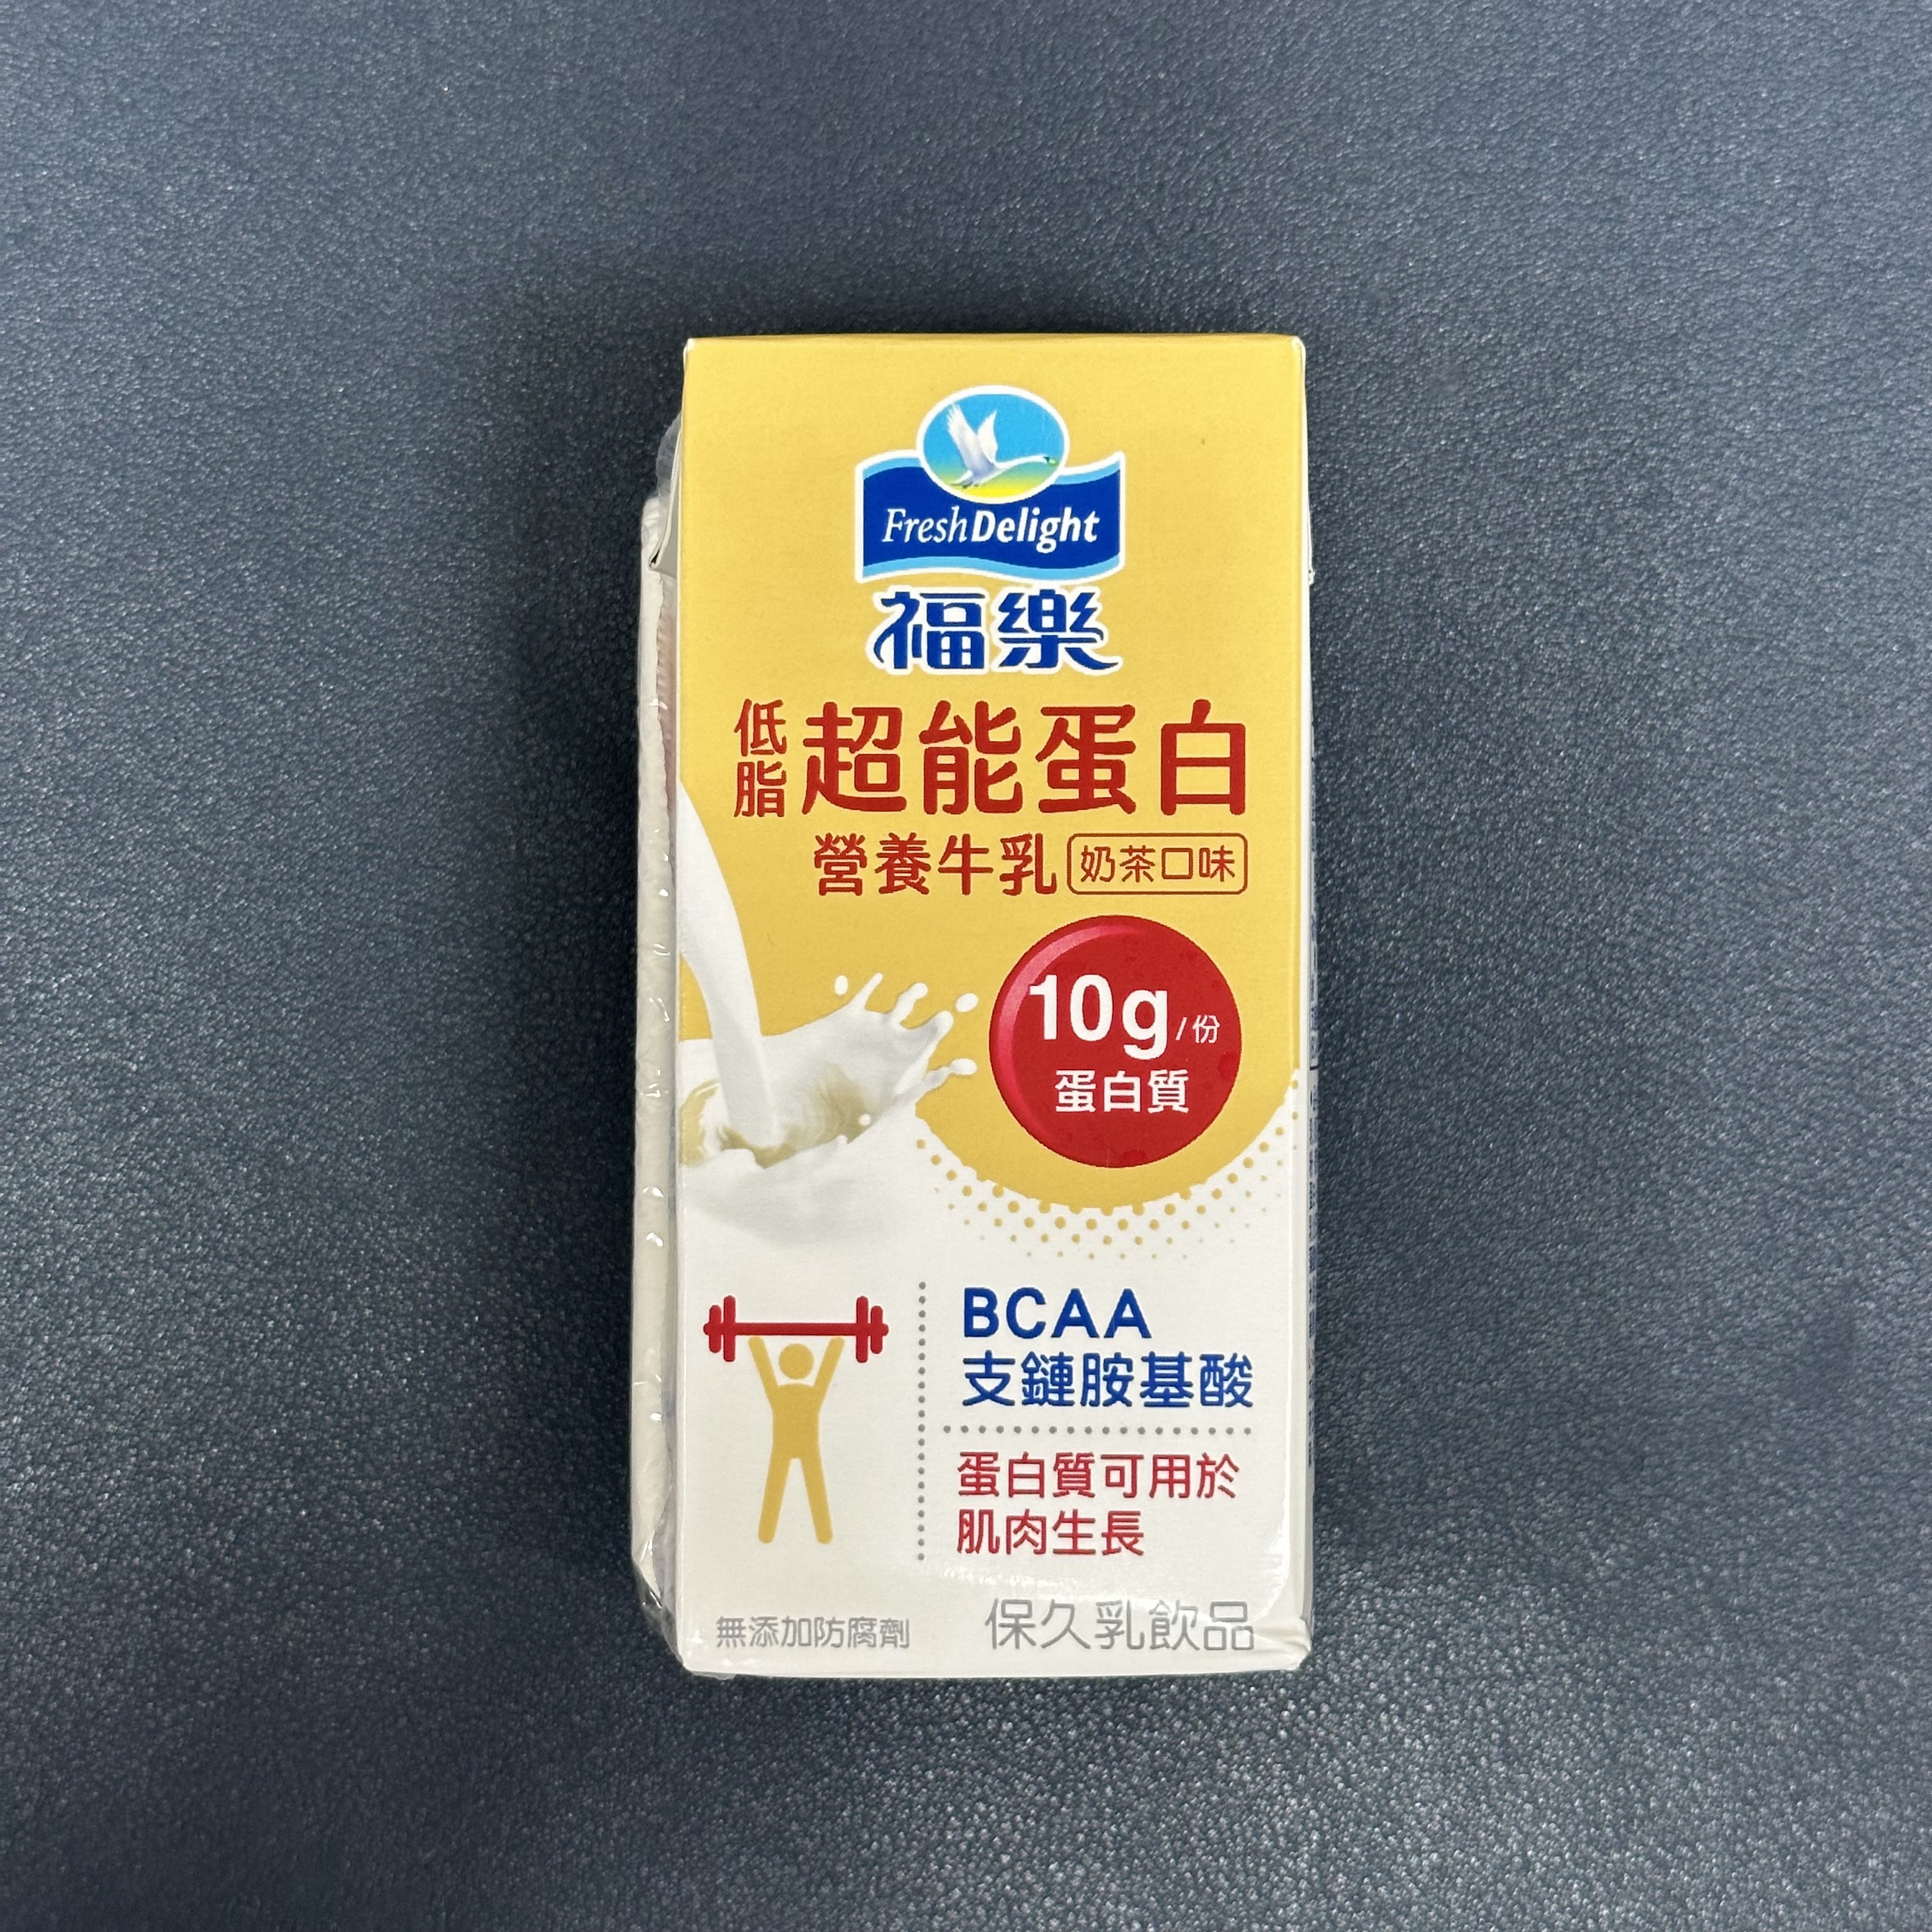 FreshDelight
福樂
低脂 超能蛋白
營養牛乳 奶茶口味
10g/份
蛋白質
BCAA
支鏈胺基酸
蛋白質可用於
肌肉生長
無添加防腐劑 保久乳飲品